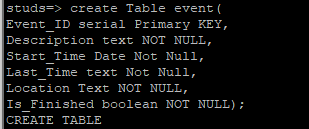 studs=> create Table event(
Event_ID serial Primary KEY,
Description text NOT NULL,
Start_Time Date Not Null,
Last_Time text Not Null,
Location Text NOT NULL,
Is_Finished boolean NOT NULL);
CREATE TABLE